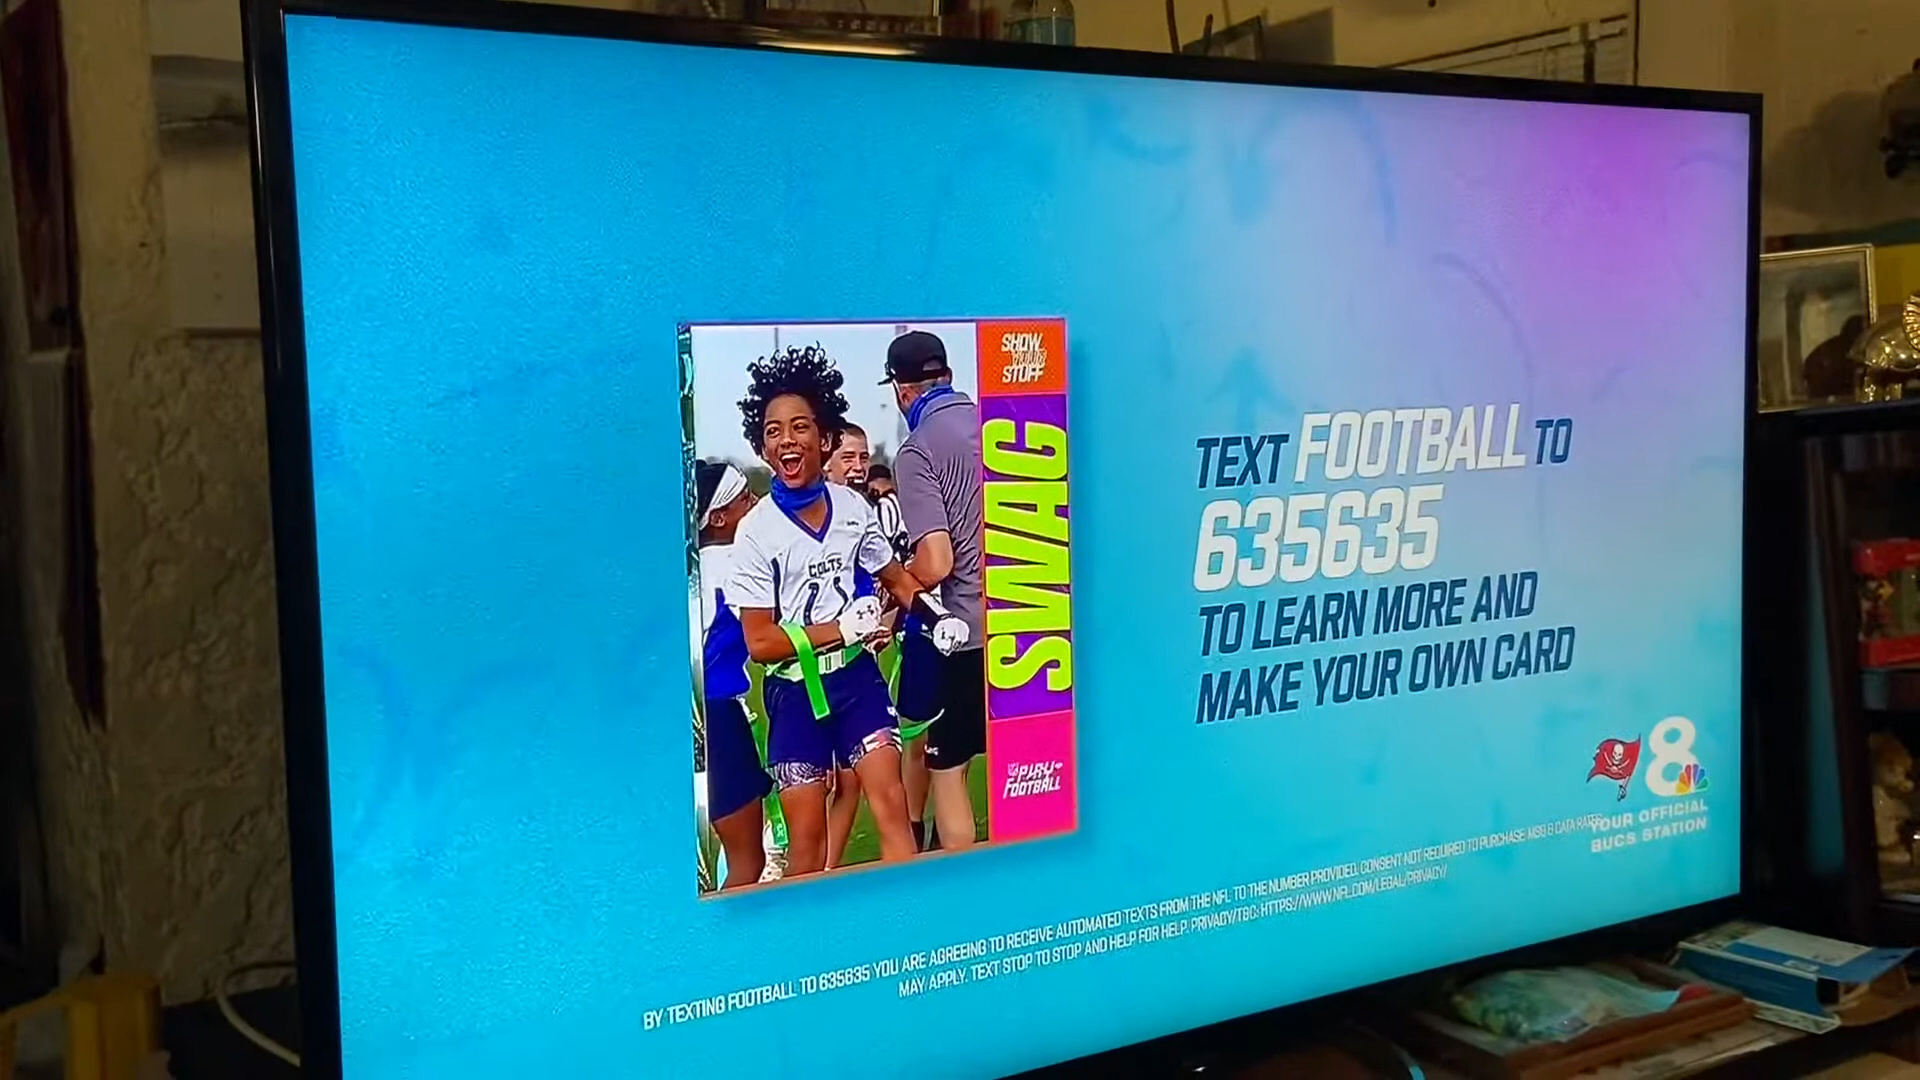 SHOW
YOUR
STUFF
SWAG
COLTS
PLAY
FOOTBALL
TEXT FOOTBALL TO
635635
TO LEARN MORE AND
MAKE YOUR OWN CARD
8
YOUR OFFICIAL
BUCS STATION
BY TEXTING FOOTBALL TO 635635 YOU ARE AGREEING TO RECEIVE AUTOMATED TEXTS FROM THE NFL TO THE NUMBER PROVIDED. CONSENT NOT REQUIRED TO PURCHASE. MSG & DATA RATES
MAY APPLY. TEXT STOP TO STOP AND HELP FOR HELP. PRIVACY/T&C: HTTPS://WWW.NFL.COM/LEGAL/PRIVACY/